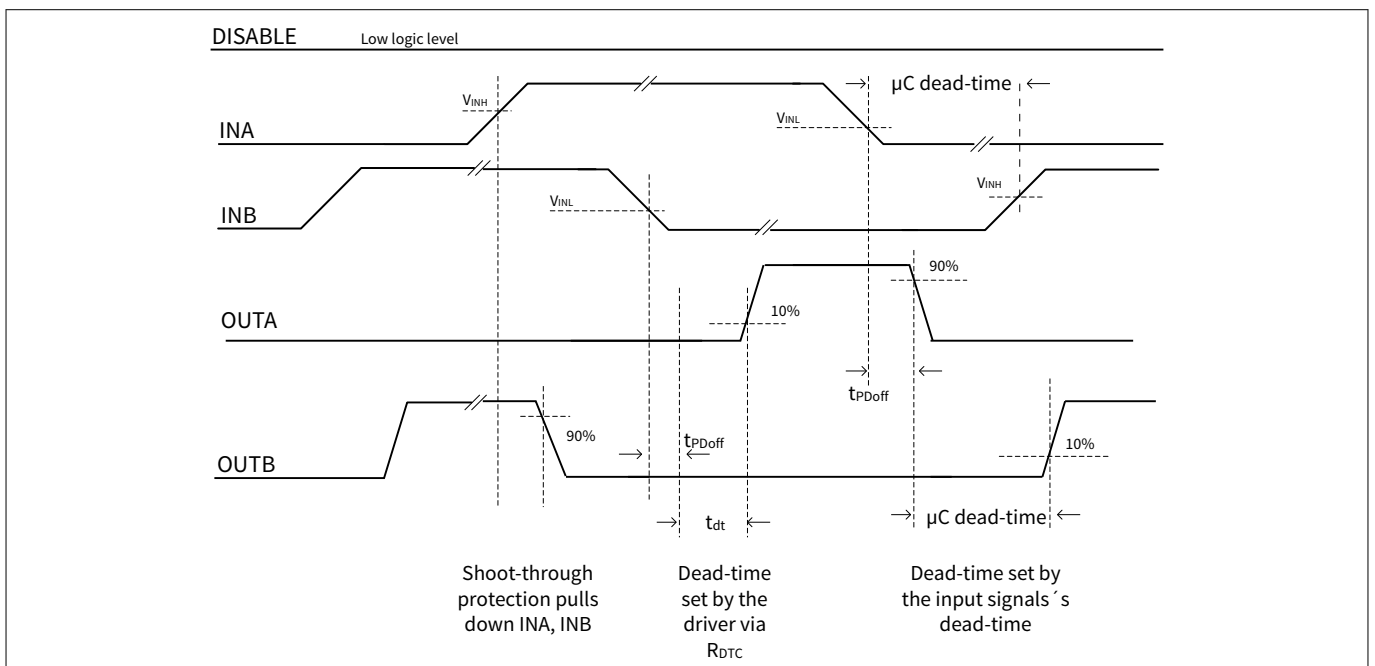 DISABLE Low logic level
µC dead-time
VINH
INA
VINL
INB
VINL
VINH
OUTA
10%
90%
tPDoff
OUTB
90%
tPDoff
10%
tdt
µC dead-time
Shoot-through
protection pulls
down INA, INB
Dead-time
set by the
driver via
RDTC
Dead-time set by
the input signals´s
dead-time